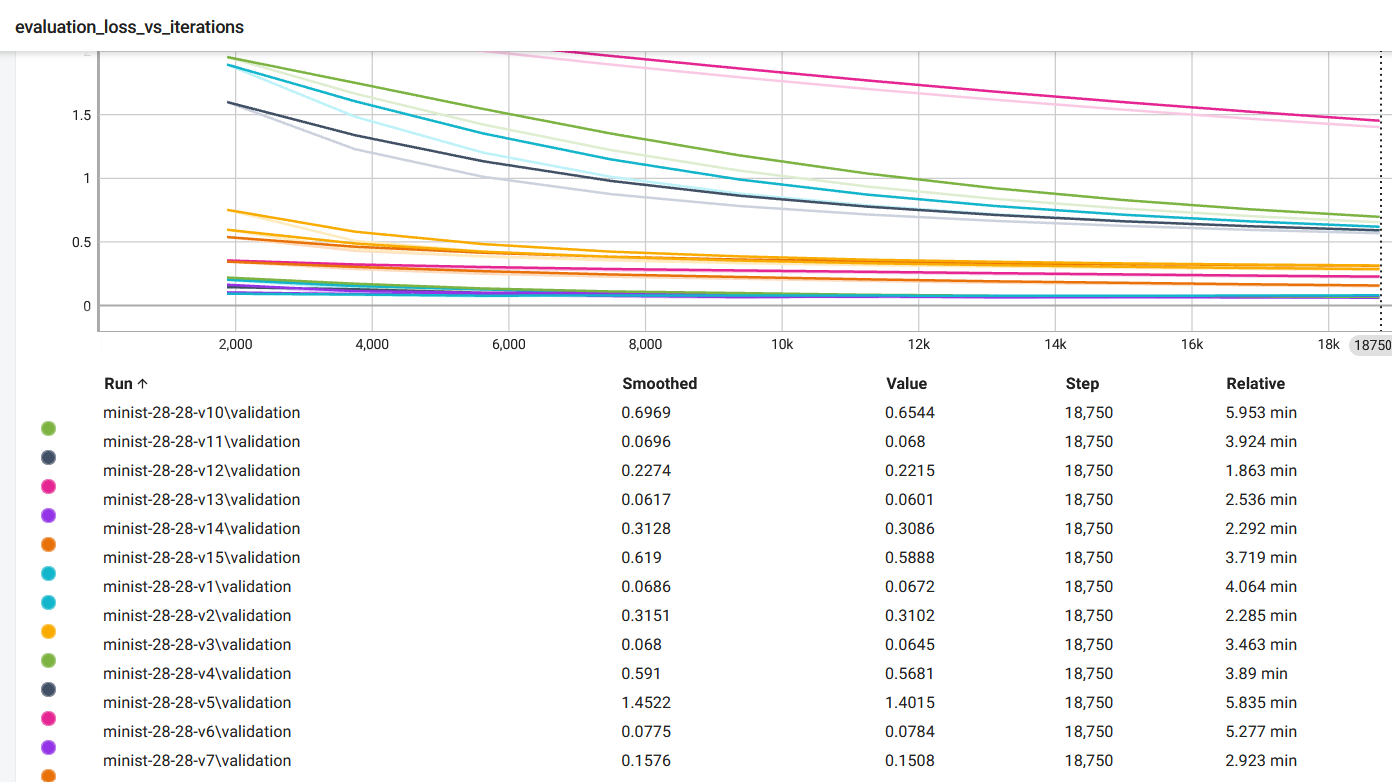 evaluation_loss_vs_iterations
1.5
1
0.5
0
2,000 4,000 6,000 8,000 10k 12k 14k 16k 18k 18750
Run ↑ Smoothed Value Step Relative
minist-28-28-v10\validation 0.6969 0.6544 18,750 5.953 min
minist-28-28-v11\validation 0.0696 0.068 18,750 3.924 min
minist-28-28-v12\validation 0.2274 0.2215 18,750 1.863 min
minist-28-28-v13\validation 0.0617 0.0601 18,750 2.536 min
minist-28-28-v14\validation 0.3128 0.3086 18,750 2.292 min
minist-28-28-v15\validation 0.619 0.5888 18,750 3.719 min
minist-28-28-v1\validation 0.0686 0.0672 18,750 4.064 min
minist-28-28-v2\validation 0.3151 0.3102 18,750 2.285 min
minist-28-28-v3\validation 0.068 0.0645 18,750 3.463 min
minist-28-28-v4\validation 0.591 0.5681 18,750 3.89 min
minist-28-28-v5\validation 1.4522 1.4015 18,750 5.835 min
minist-28-28-v6\validation 0.0775 0.0784 18,750 5.277 min
minist-28-28-v7\validation 0.1576 0.1508 18,750 2.923 min